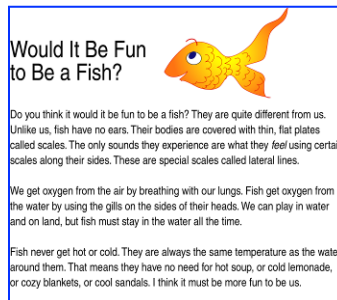 Would It Be Fun
to Be a Fish?
Do you think it would it be fun to be a fish? They are quite different from us.
Unlike us, fish have no ears. Their bodies are covered with thin, flat plates
called scales. The only sounds they experience are what they feel using certai
scales along their sides. These are special scales called lateral lines.
We get oxygen from the air by breathing with our lungs. Fish get oxygen from
the water by using the gills on the sides of their heads. We can play in water
and on land, but fish must stay in the water all the time.
Fish never get hot or cold. They are always the same temperature as the wate
around them. That means they have no need for hot soup, or cold lemonade,
or cozy blankets, or cool sandals. I think it must be more fun to be us.